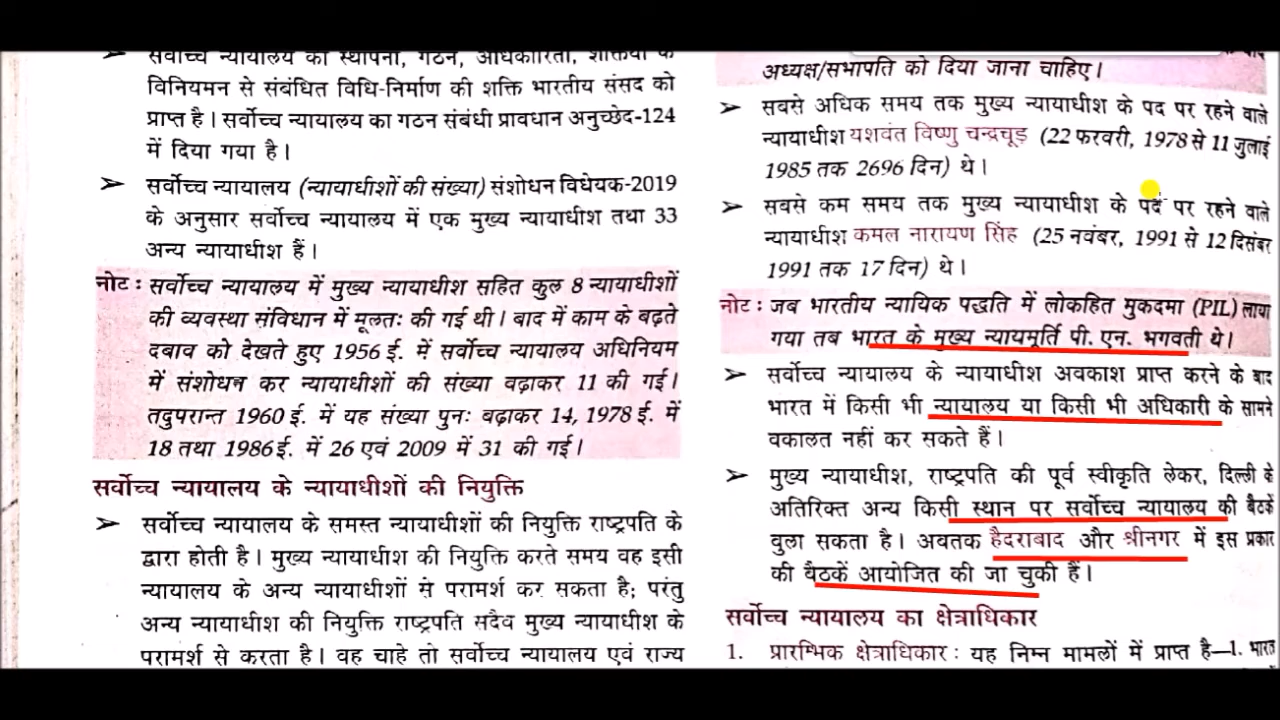 सर्वोच्च न्यायालय की स्थापना, गठन, अधिकारिता, शक्तियों के
विनियमन से संबंधित विधि-निर्माण की शक्ति भारतीय संसद को
प्राप्त है। सर्वोच्च न्यायालय का गठन संबंधी प्रावधान अनुच्छेद-124
में दिया गया है।
➢ सर्वोच्च न्यायालय (न्यायाधीशों की संख्या) संशोधन विधेयक-2019
के अनुसार सर्वोच्च न्यायालय में एक मुख्य न्यायाधीश तथा 33
अन्य न्यायाधीश हैं।
नोट : सर्वोच्च न्यायालय में मुख्य न्यायाधीश सहित कुल 8 न्यायाधीशों
की व्यवस्था संविधान में मूलतः की गई थी। बाद में काम के बढ़ते
दबाव को देखते हुए 1956 ई. में सर्वोच्च न्यायालय अधिनियम
में संशोधन कर न्यायाधीशों की संख्या बढ़ाकर 11 की गई।
तदुपरान्त 1960 ई. में यह संख्या पुनः बढ़ाकर 14, 1978 ई. में
18 तथा 1986 ई. में 26 एवं 2009 में 31 की गई।
सर्वोच्च न्यायालय के न्यायाधीशों की नियुक्ति
➢ सर्वोच्च न्यायालय के समस्त न्यायाधीशों की नियुक्ति राष्ट्रपति के
द्वारा होती है। मुख्य न्यायाधीश की नियुक्ति करते समय वह इसी
न्यायालय के अन्य न्यायाधीशों से परामर्श कर सकता है; परंतु
अन्य न्यायाधीश की नियुक्ति राष्ट्रपति सदैव मुख्य न्यायाधीश के
परामर्श से करता है। वह चाहे तो सर्वोच्च न्यायालय एवं राज्य
अध्यक्ष/सभापति को दिया जाना चाहिए।
➢ सबसे अधिक समय तक मुख्य न्यायाधीश के पद पर रहने वाले
न्यायाधीश यशवंत विष्णु चन्द्रचूड़ (22 फरवरी, 1978 से 11 जुलाई
1985 तक 2696 दिन) थे।
➢ सबसे कम समय तक मुख्य न्यायाधीश के पद पर रहने वाले
न्यायाधीश कमल नारायण सिंह (25 नवंबर, 1991 से 12 दिसंबर
1991 तक 17 दिन) थे।
नोट : जब भारतीय न्यायिक पद्धति में लोकहित मुकदमा (PIL) लाया
गया तब भारत के मुख्य न्यायमूर्ति पी. एन. भगवती थे।
➢ सर्वोच्च न्यायालय के न्यायाधीश अवकाश प्राप्त करने के बाद
भारत में किसी भी न्यायालय या किसी भी अधिकारी के सामने
वकालत नहीं कर सकते हैं।
➢ मुख्य न्यायाधीश, राष्ट्रपति की पूर्व स्वीकृति लेकर, दिल्ली के
अतिरिक्त अन्य किसी स्थान पर सर्वोच्च न्यायालय की बैठकें
बुला सकता है। अबतक हैदराबाद और श्रीनगर में इस प्रकार
की बैठकें आयोजित की जा चुकी हैं।
सर्वोच्च न्यायालय का क्षेत्राधिकार
1. प्रारम्भिक क्षेत्राधिकार : यह निम्न मामलों में प्राप्त है—1. भारत